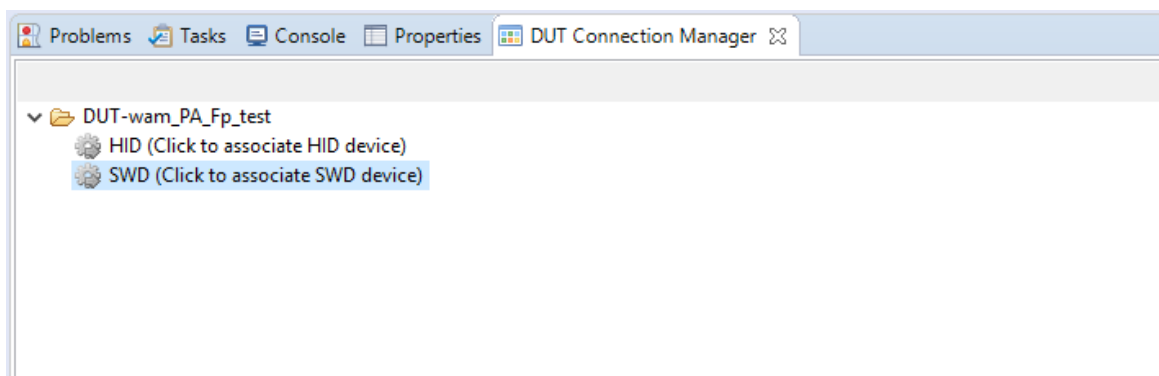 Problems Tasks Console Properties DUT Connection Manager
DUT-wam_PA_Fp_test
HID (Click to associate HID device)
SWD (Click to associate SWD device)